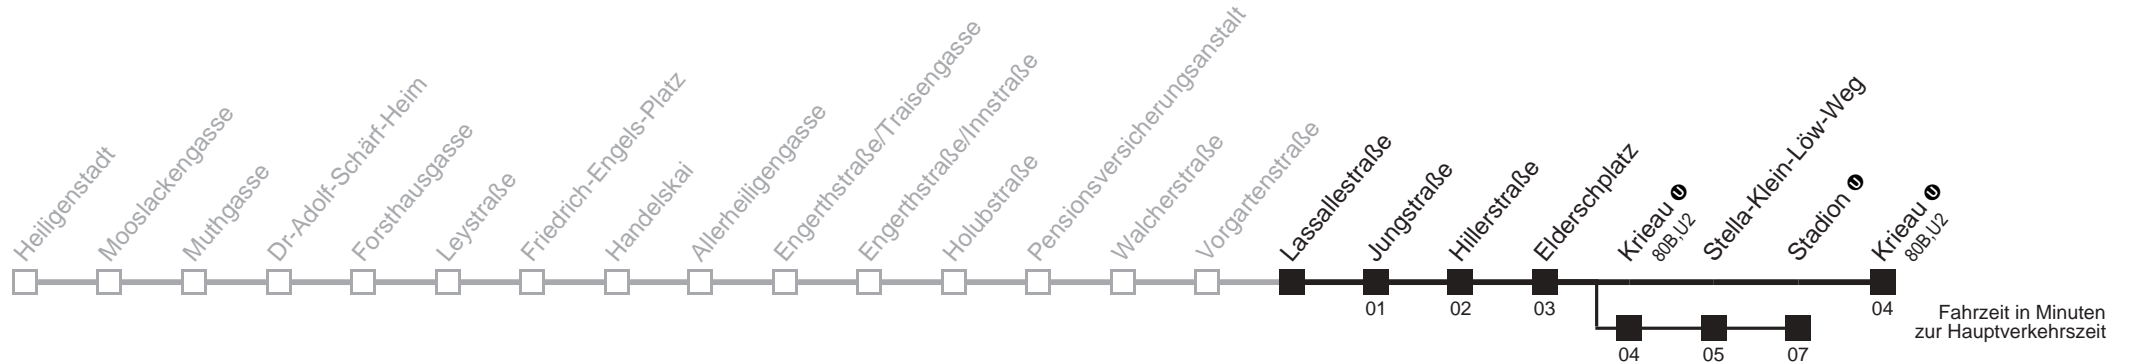 Heiligenstadt
Mooslackengasse
Muthgasse
Dr-Adolf-Schärf-Heim
Forsthausgasse
Leystraße
Friedrich-Engels-Platz
Handelskai
Allerheiligengasse
Engerthstraße/Traisengasse
Engerthstraße/Innstraße
Holubstraße
Pensionsversicherungsanstalt
Walcherstraße
Vorgartenstraße
Lassallestraße
Jungstraße
Hillerstraße
Elderschplatz
Krieau U
80B,U2
Stella-Klein-Löw-Weg
Stadion U
Krieau U
80B,U2
01 02 03 04
04 05 07
Fahrzeit in Minuten
zur Hauptverkehrszeit